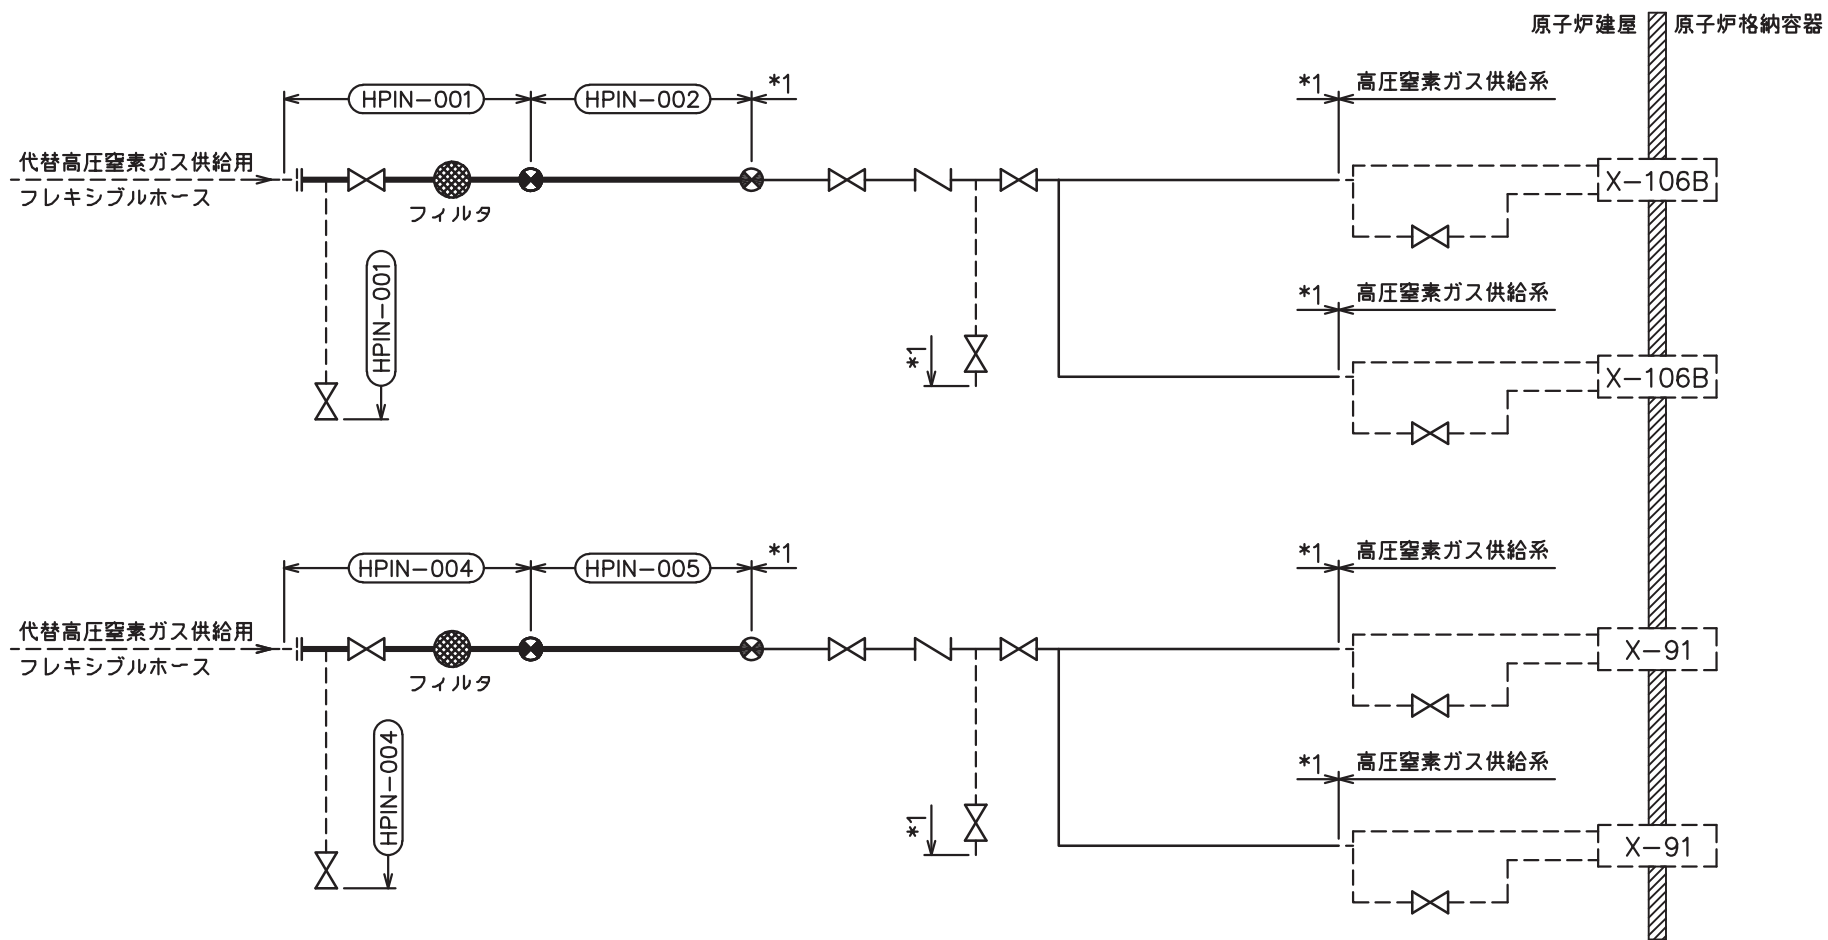 原子炉建屋
原子炉格納容器
HPIN-001
HPIN-002
*1
*1
高圧窒素ガス供給系
代替高圧窒素ガス供給用
フレキシブルホース
フィルタ
X-106B
HPIN-001
*1
*1
高圧窒素ガス供給系
X-106B
HPIN-004
HPIN-005
*1
*1
高圧窒素ガス供給系
代替高圧窒素ガス供給用
フレキシブルホース
フィルタ
X-91
HPIN-004
*1
*1
高圧窒素ガス供給系
X-91